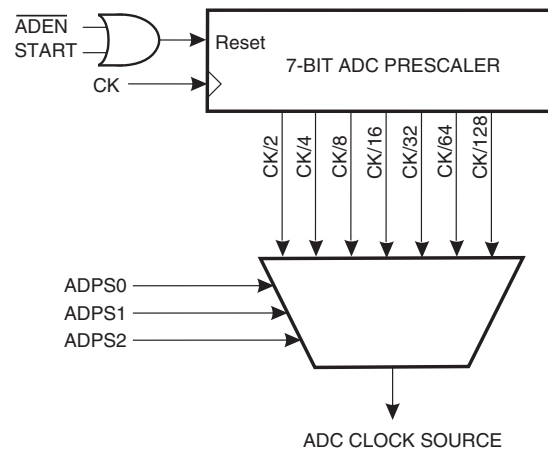 ADEN
START
Reset
7-BIT ADC PRESCALER
CK
CK/2
CK/4
CK/8
CK/16
CK/32
CK/64
CK/128
ADPS0
ADPS1
ADPS2
ADC CLOCK SOURCE